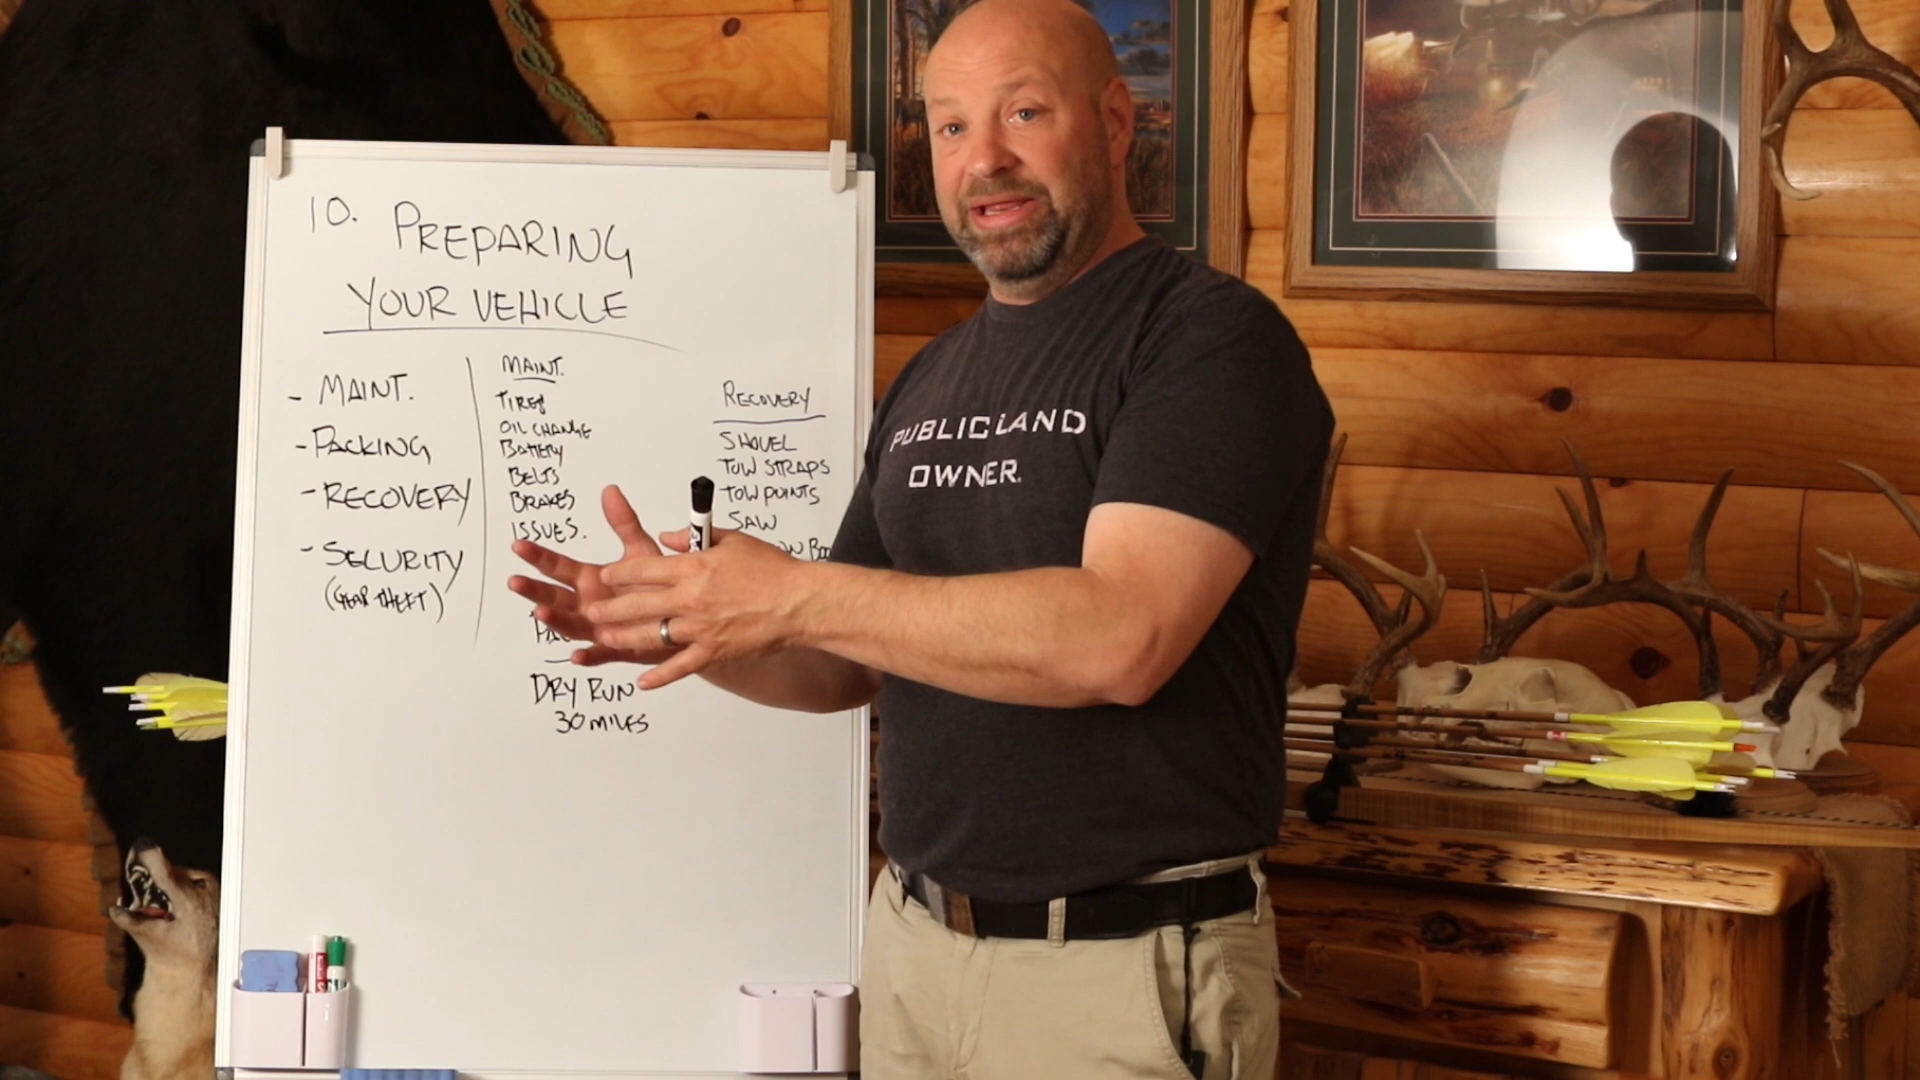 10. PREPARING
YOUR VEHICLE
- MAINT.
- PACKING
- RECOVERY
- SECURITY
(GEAR THEFT)
MAINT.
TIRES
OIL CHANGE
BATTERY
BELTS
BRAKES
ISSUES.
DRY RUN
30 MILES
RECOVERY
SHOVEL
TOW STRAPS
TOW POINTS
SAW
PUBLIC LAND
OWNER.